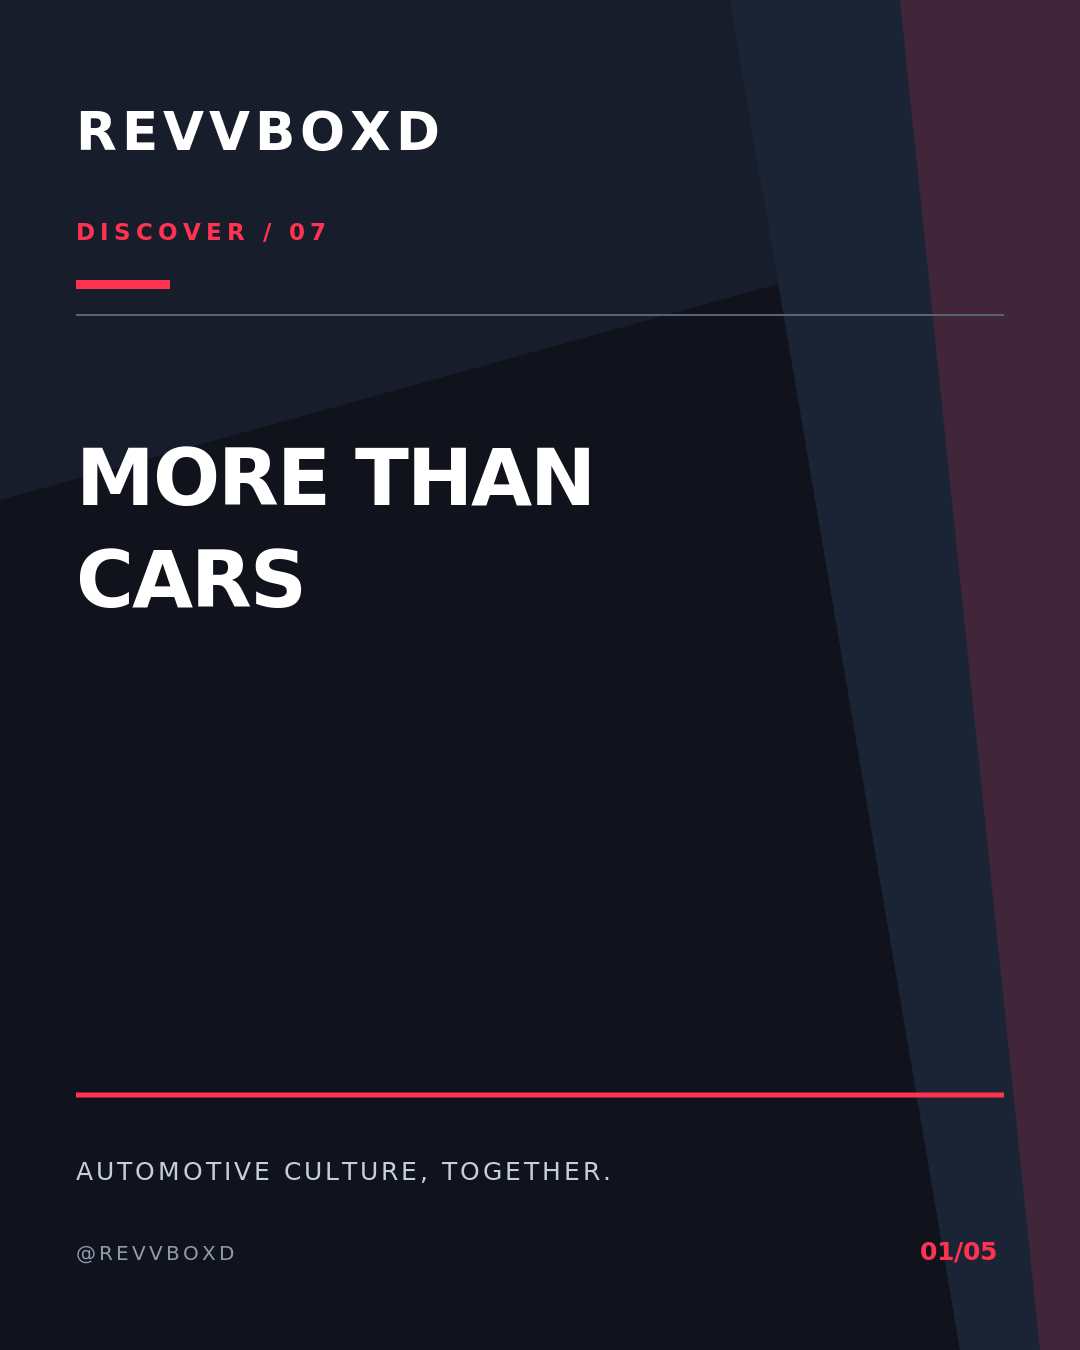 REVVBOXD
DISCOVER / 07
MORE THAN
CARS
AUTOMOTIVE CULTURE, TOGETHER.
@REVVBOXD
01/05